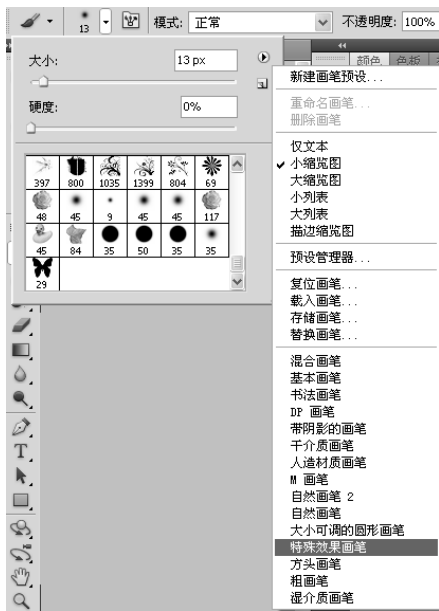 13
模式: 正常
不透明度: 100%
大小:
13 px
硬度:
0%
397 800 1035 1399 804 69
48 45 9 45 45 117
45 84 35 50 35 35
29
颜色 色板
新建画笔预设...
重命名画笔...
删除画笔
仅文本
小缩览图
大缩览图
小列表
大列表
描边缩览图
预设管理器...
复位画笔...
载入画笔...
存储画笔...
替换画笔...
混合画笔
基本画笔
书法画笔
DP 画笔
带阴影的画笔
干介质画笔
人造材质画笔
M 画笔
自然画笔 2
自然画笔
大小可调的圆形画笔
特殊效果画笔
方头画笔
粗画笔
湿介质画笔